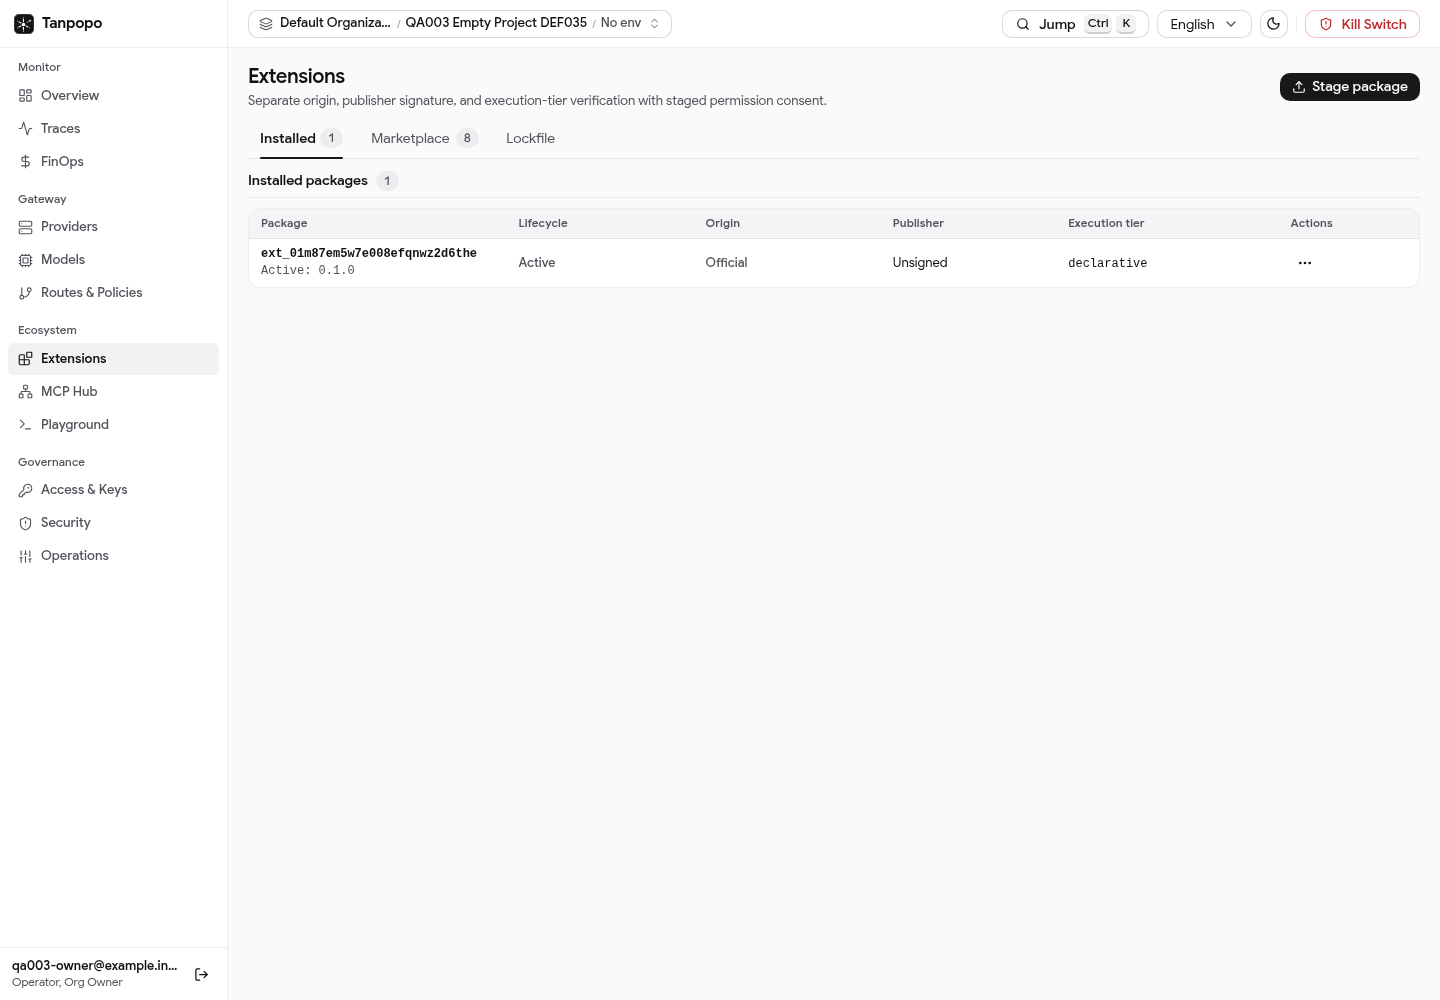 Tanpopo
Default Organiza... / QA003 Empty Project DEF035 / No env
Jump Ctrl K
English
Kill Switch
Monitor
Overview
Traces
FinOps
Gateway
Providers
Models
Routes & Policies
Ecosystem
Extensions
MCP Hub
Playground
Governance
Access & Keys
Security
Operations
qa003-owner@example.in...
Operator, Org Owner
Extensions
Separate origin, publisher signature, and execution-tier verification with staged permission consent.
Stage package
Installed 1 Marketplace 8 Lockfile
Installed packages 1
Package Lifecycle Origin Publisher Execution tier Actions
ext_01m87em5w7e008efqnwz2d6the Active Official Unsigned declarative
Active: 0.1.0